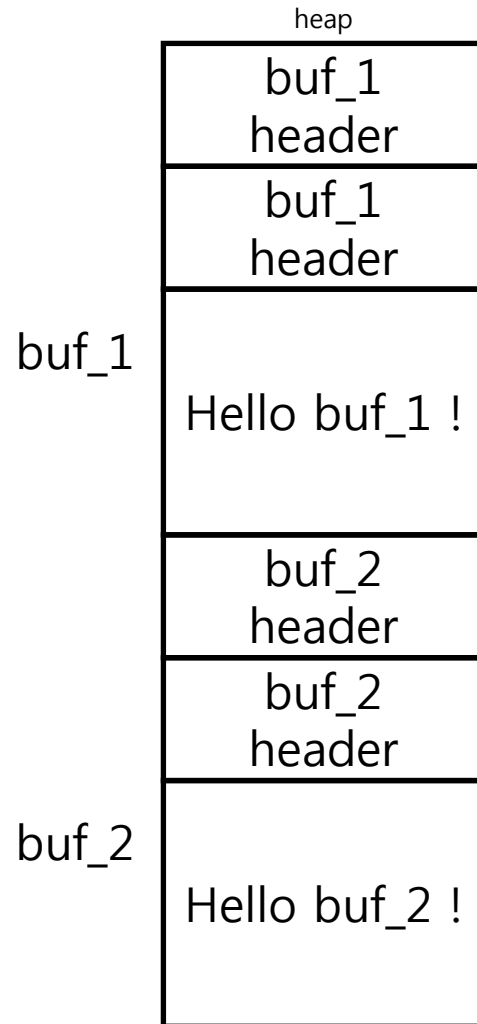 heap
buf_1
header
buf_1
header
buf_1
Hello buf_1 !
buf_2
header
buf_2
header
buf_2
Hello buf_2 !